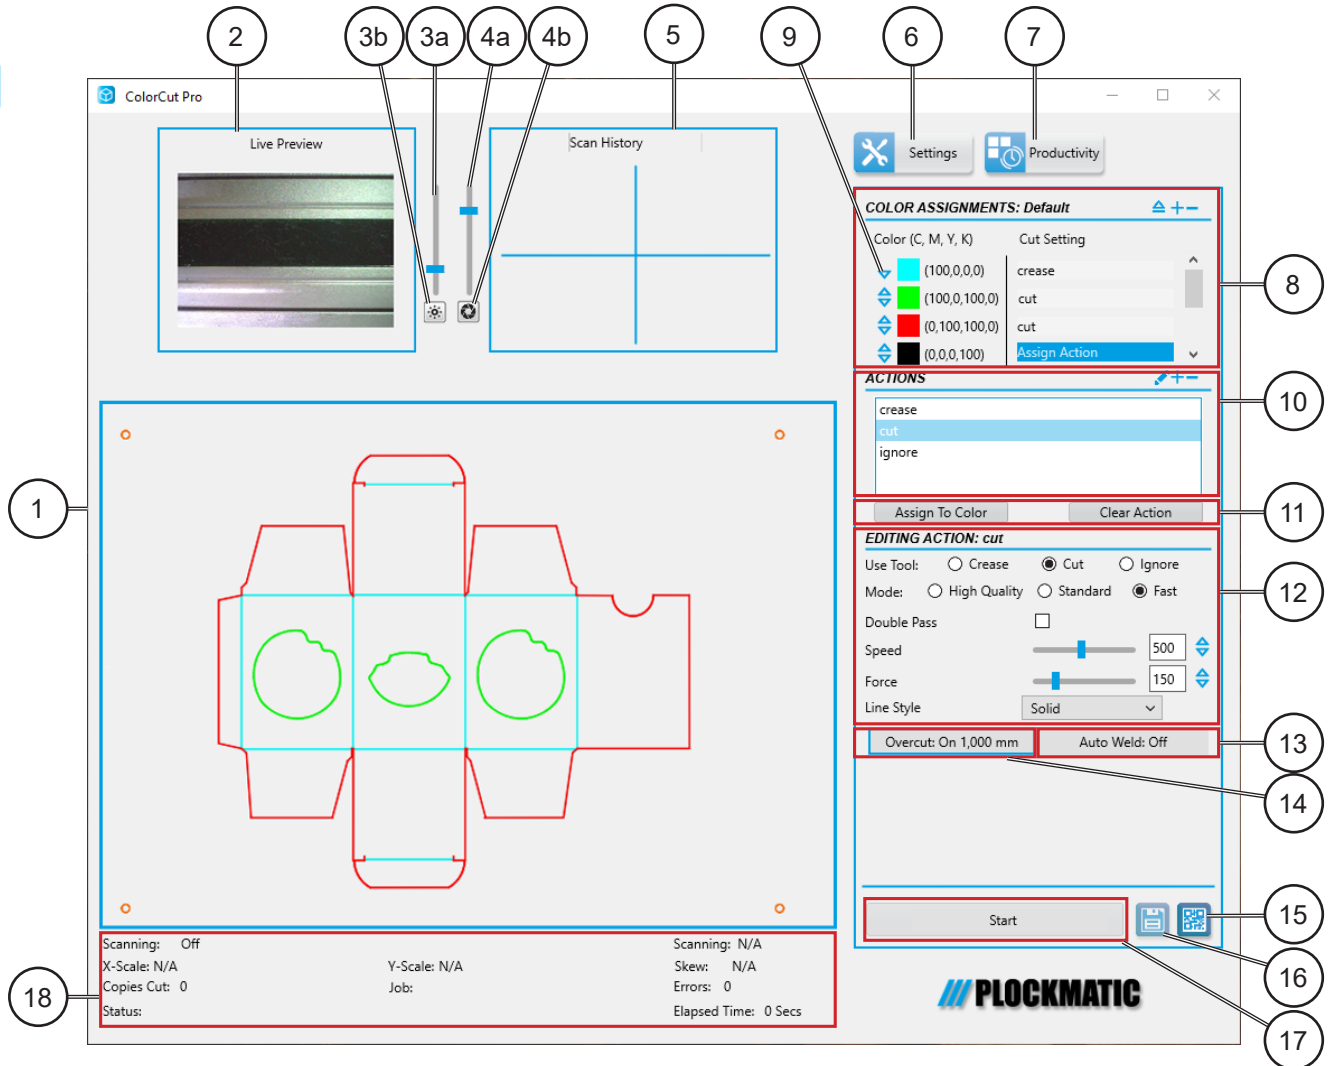 2
3b
3a
4a
4b
5
9
6
7
ColorCut Pro
Live Preview
Scan History
Settings
Productivity
COLOR ASSIGNMENTS: Default
Color (C, M, Y, K)
Cut Setting
(100,0,0,0)
crease
(100,0,100,0)
cut
(0,100,100,0)
cut
(0,0,0,100)
Assign Action
8
ACTIONS
crease
cut
ignore
10
Assign To Color
Clear Action
11
EDITING ACTION: cut
Use Tool:
Crease
Cut
Ignore
Mode:
High Quality
Standard
Fast
12
Double Pass
Speed
500
Force
150
Line Style
Solid
Overcut: On 1,000 mm
Auto Weld: Off
13
14
1
Start
15
16
17
18
Scanning: Off
Scanning: N/A
X-Scale: N/A
Y-Scale: N/A
Skew: N/A
Copies Cut: 0
Job:
Errors: 0
Status:
Elapsed Time: 0 Secs
PLOCKMATIC